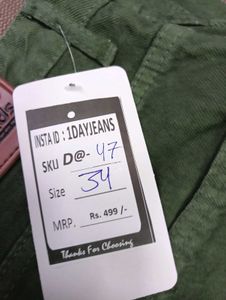 INSTA ID : 1DAYJEANS
SKU D@- 47
Size 34
MRP. Rs. 499 /-
Thanks For Choosing